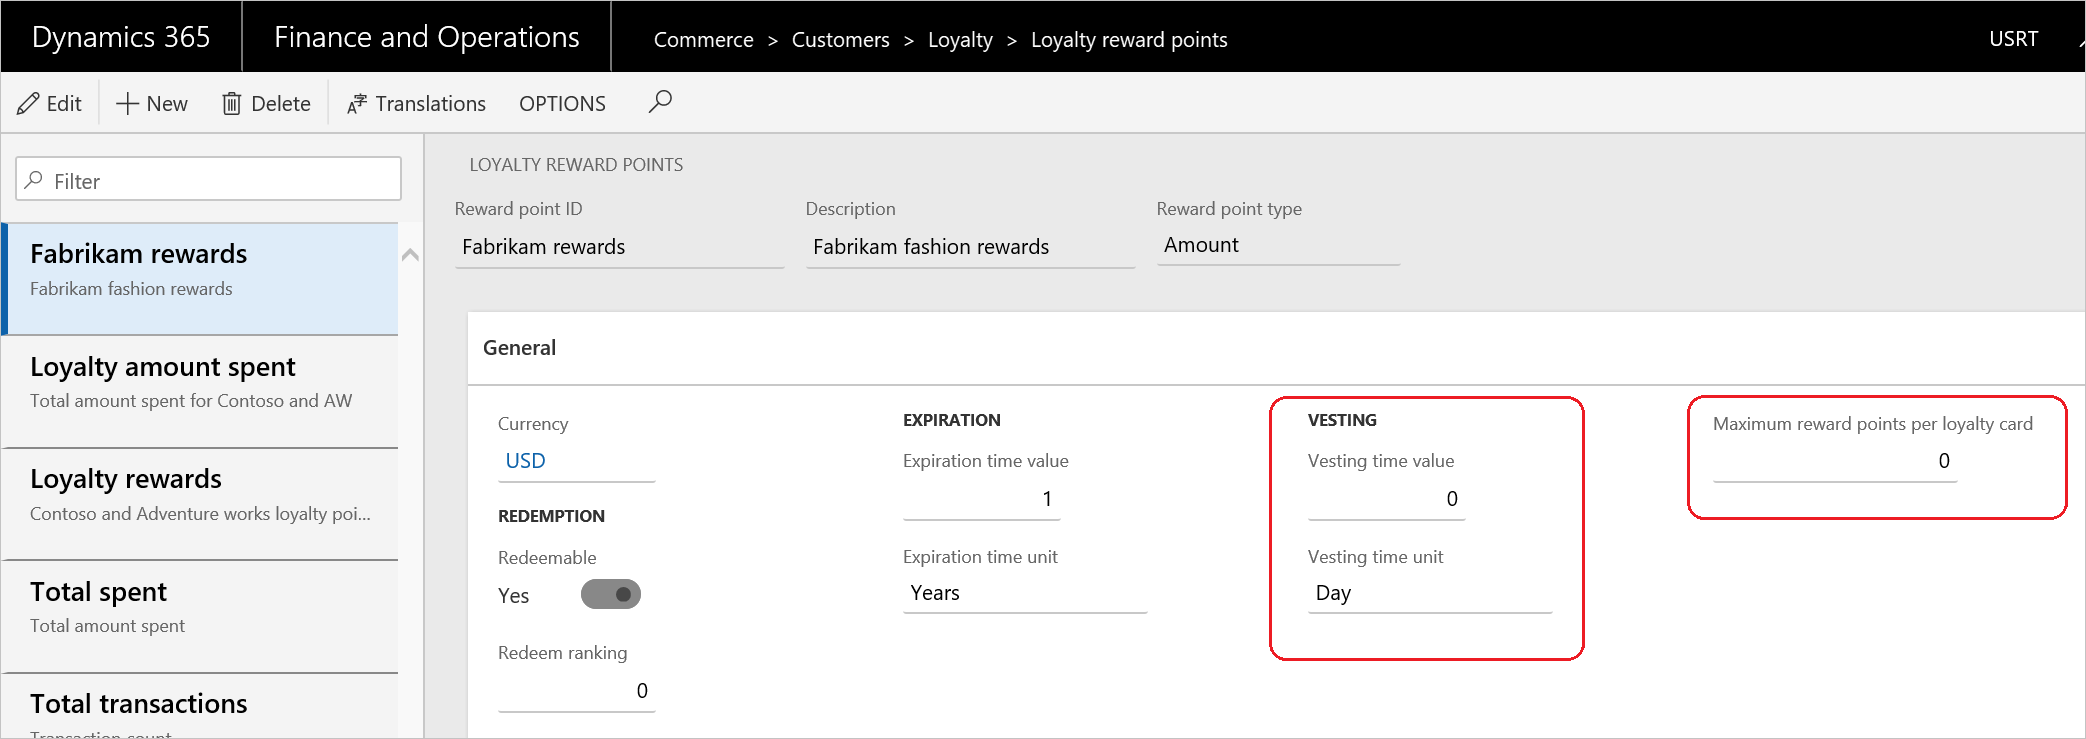 Dynamics 365
Finance and Operations
Commerce > Customers > Loyalty > Loyalty reward points
USRT
Edit
New
Delete
Translations
OPTIONS
Filter
Fabrikam rewards
Fabrikam fashion rewards
Loyalty amount spent
Total amount spent for Contoso and AW
Loyalty rewards
Contoso and Adventure works loyalty poi...
Total spent
Total amount spent
Total transactions
Transaction count
LOYALTY REWARD POINTS
Reward point ID
Fabrikam rewards
Description
Fabrikam fashion rewards
Reward point type
Amount
General
Currency
USD
REDEMPTION
Redeemable
Yes
Redeem ranking
0
EXPIRATION
Expiration time value
1
Expiration time unit
Years
VESTING
Vesting time value
0
Vesting time unit
Day
Maximum reward points per loyalty card
0